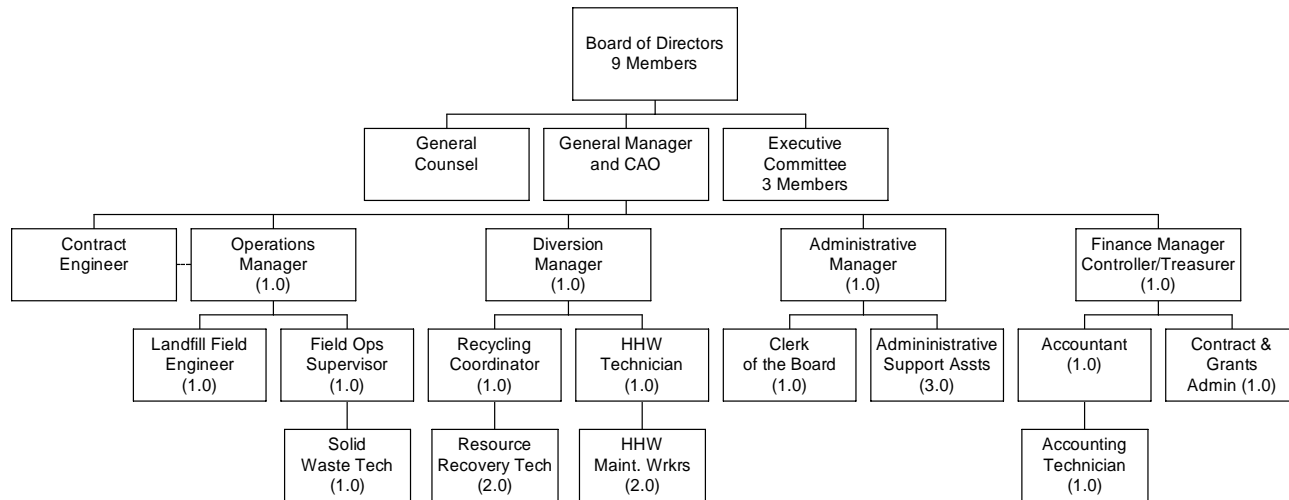 Board of Directors
9 Members
General
Counsel
General Manager
and CAO
Executive
Committee
3 Members
Contract
Engineer
Operations
Manager
(1.0)
Diversion
Manager
(1.0)
Administrative
Manager
(1.0)
Finance Manager
Controller/Treasurer
(1.0)
Landfill Field
Engineer
(1.0)
Field Ops
Supervisor
(1.0)
Recycling
Coordinator
(1.0)
HHW
Technician
(1.0)
Clerk
of the Board
(1.0)
Admininistrative
Support Assts
(3.0)
Accountant
(1.0)
Contract &
Grants
Admin (1.0)
Solid
Waste Tech
(1.0)
Resource
Recovery Tech
(2.0)
HHW
Maint. Wrkrs
(2.0)
Accounting
Technician
(1.0)